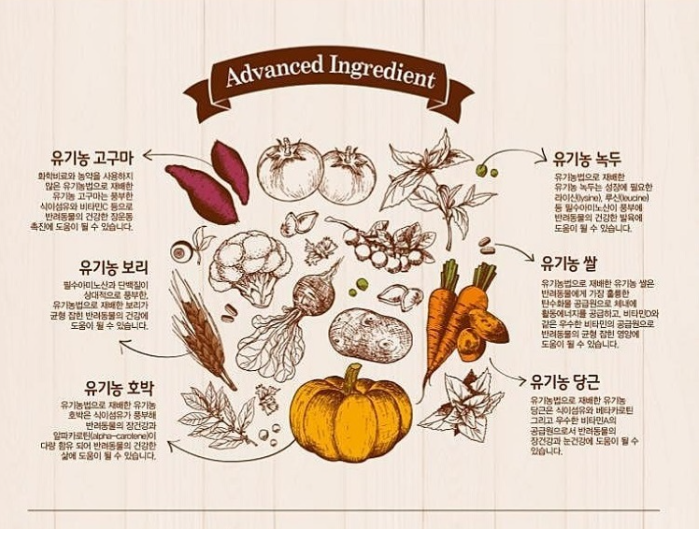 Advanced Ingredient
유기농 고구마
화학비료와 농약을 사용하지
않은 유기농법으로 재배한
유기농 고구마는 풍부한
식이섬유와 비타민C 등으로
반려동물의 건강한 장운동
촉진에 도움이 될 수 있습니다.
유기농 보리
필수아미노산과 단백질이
상대적으로 풍부한,
유기농법으로 재배한 보리가
균형 잡힌 반려동물의 건강에
도움이 될 수 있습니다.
유기농 호박
유기농법으로 재배한 유기농
호박은 식이섬유가 풍부해
반려동물의 장건강과
알파카로틴(alpha-carotene)이
다량 함유 되어 반려동물의 건강한
삶에 도움이 될 수 있습니다.
유기농 녹두
유기농법으로 재배한
유기농 녹두는 성장에 필요한
라이신(lysine), 루신(leucine)
등 필수아미노산이 풍부해
반려동물의 건강한 발육에
도움이 될 수 있습니다.
유기농 쌀
유기농법으로 재배한 유기농 쌀은
반려동물에게 가장 훌륭한
탄수화물 공급원으로 체내에
활동에너지를 공급하고, 비타민D와
같은 우수한 비타민의 공급원으로
반려동물의 균형 잡힌 영양에
도움이 될 수 있습니다.
유기농 당근
유기농법으로 재배한 유기농
당근은 식이섬유와 베타카로틴
그리고 우수한 비타민A의
공급원으로서 반려동물의
장건강과 눈건강에 도움이 될 수
있습니다.